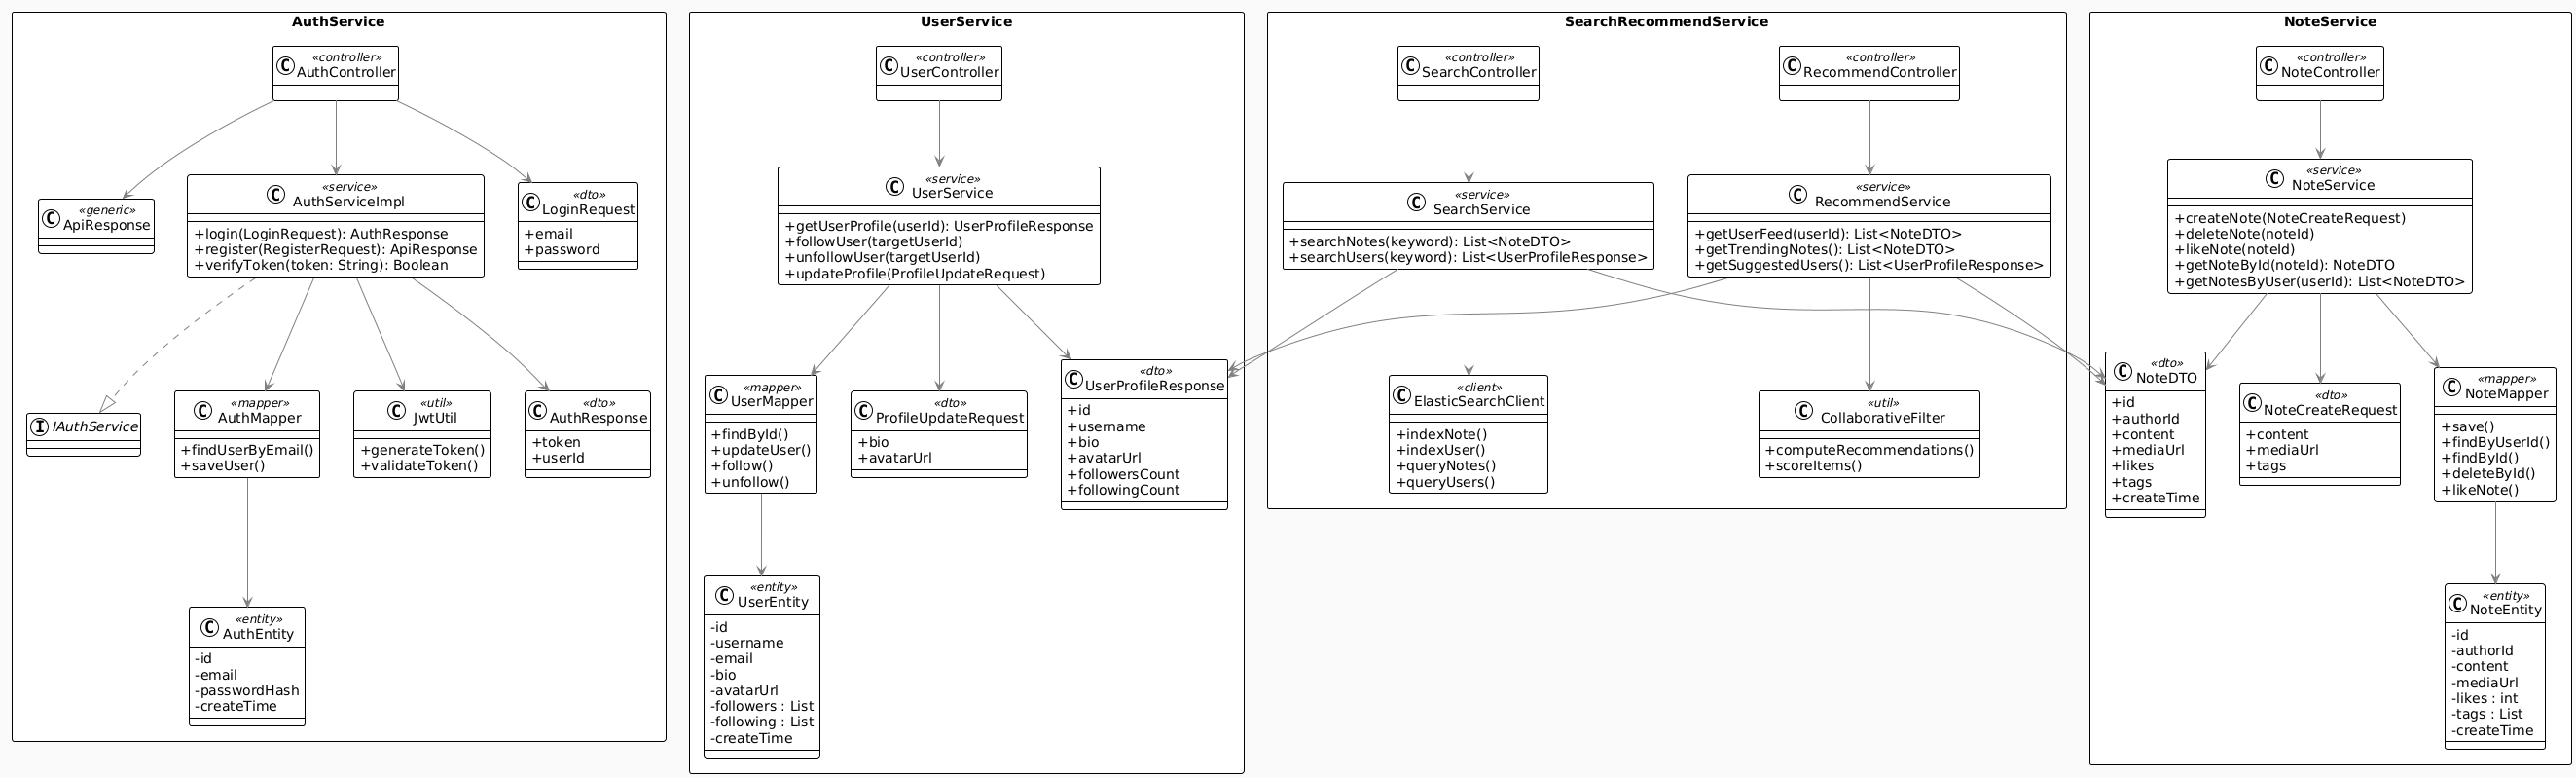 AuthService
«controller»
AuthController
«generic»
ApiResponse
«service»
AuthServiceImpl
+login(LoginRequest): AuthResponse
+register(RegisterRequest): ApiResponse
+verifyToken(token: String): Boolean
«dto»
LoginRequest
+email
+password
IAuthService
«mapper»
AuthMapper
+findUserByEmail()
+saveUser()
«util»
JwtUtil
+generateToken()
+validateToken()
«dto»
AuthResponse
+token
+userId
«entity»
AuthEntity
-id
-email
-passwordHash
-createTime
UserService
«controller»
UserController
«service»
UserService
+getUserProfile(userId): UserProfileResponse
+followUser(targetUserId)
+unfollowUser(targetUserId)
+updateProfile(ProfileUpdateRequest)
«mapper»
UserMapper
+findById()
+updateUser()
+follow()
+unfollow()
«dto»
ProfileUpdateRequest
+bio
+avatarUrl
«dto»
UserProfileResponse
+id
+username
+bio
+avatarUrl
+followersCount
+followingCount
«entity»
UserEntity
-id
-username
-email
-bio
-avatarUrl
-followers : List
-following : List
-createTime
SearchRecommendService
«controller»
SearchController
«controller»
RecommendController
«service»
SearchService
+searchNotes(keyword): List<NoteDTO>
+searchUsers(keyword): List<UserProfileResponse>
«service»
RecommendService
+getUserFeed(userId): List<NoteDTO>
+getTrendingNotes(): List<NoteDTO>
+getSuggestedUsers(): List<UserProfileResponse>
«client»
ElasticSearchClient
+indexNote()
+indexUser()
+queryNotes()
+queryUsers()
«util»
CollaborativeFilter
+computeRecommendations()
+scoreItems()
NoteService
«controller»
NoteController
«service»
NoteService
+createNote(NoteCreateRequest)
+deleteNote(noteId)
+likeNote(noteId)
+getNoteById(noteId): NoteDTO
+getNotesByUser(userId): List<NoteDTO>
«dto»
NoteDTO
+id
+authorId
+content
+mediaUrl
+likes
+tags
+createTime
«dto»
NoteCreateRequest
+content
+mediaUrl
+tags
«mapper»
NoteMapper
+save()
+findByUserId()
+findById()
+deleteById()
+likeNote()
«entity»
NoteEntity
-id
-authorId
-content
-mediaUrl
-likes : int
-tags : List
-createTime